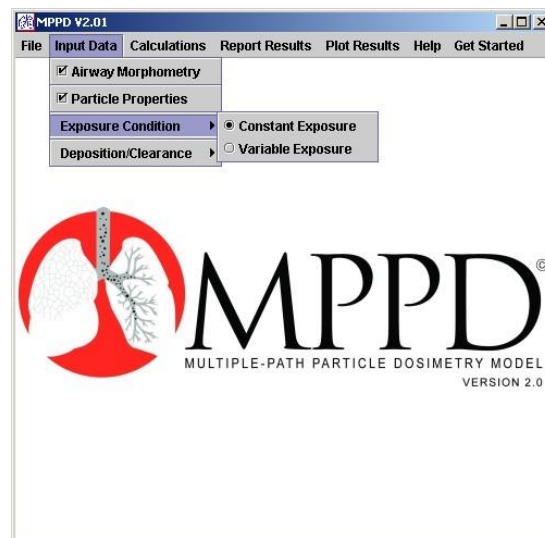 MPPD V2.01
File Input Data Calculations Report Results Plot Results Help Get Started
Airway Morphometry
Particle Properties
Exposure Condition
Constant Exposure
Variable Exposure
Deposition/Clearance
MPPD©
MULTIPLE-PATH PARTICLE DOSIMETRY MODEL
VERSION 2.0